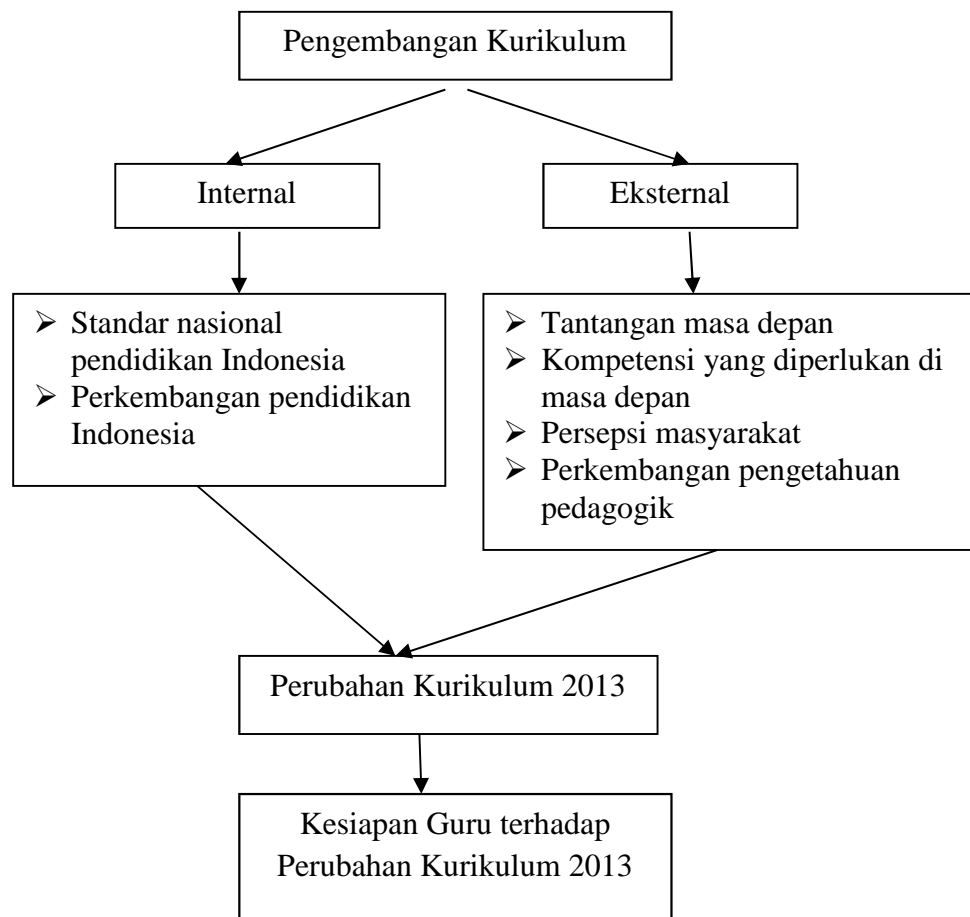 Pengembangan Kurikulum
Internal
Eksternal
➢ Standar nasional
pendidikan Indonesia
➢ Perkembangan pendidikan
Indonesia
➢ Tantangan masa depan
➢ Kompetensi yang diperlukan di
masa depan
➢ Persepsi masyarakat
➢ Perkembangan pengetahuan
pedagogik
Perubahan Kurikulum 2013
Kesiapan Guru terhadap
Perubahan Kurikulum 2013